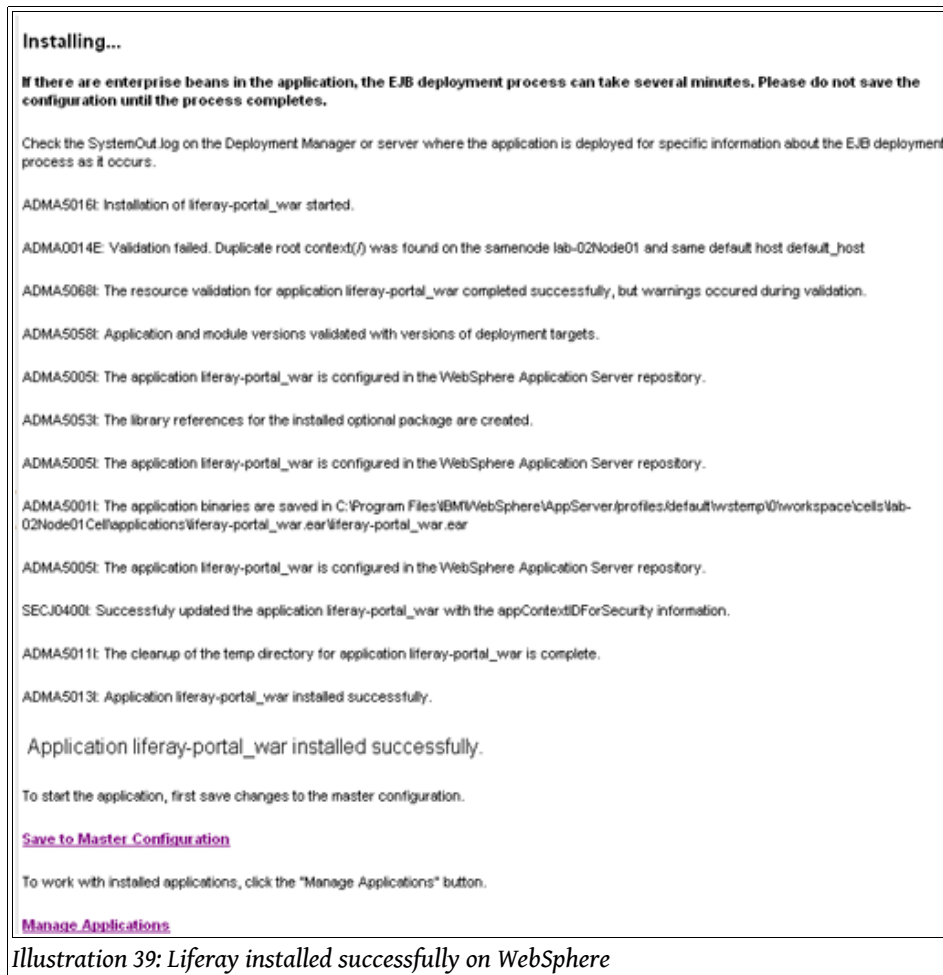 Installing...
If there are enterprise beans in the application, the EJB deployment process can take several minutes. Please do not save the
configuration until the process completes.
Check the SystemOut.log on the Deployment Manager or server where the application is deployed for specific information about the EJB deployment
process as it occurs.
ADMA5016I: Installation of liferay-portal_war started.
ADMA0014E: Validation failed. Duplicate root context(/) was found on the samenode lab-02Node01 and same default host default_host
ADMA5068I: The resource validation for application liferay-portal_war completed successfully, but warnings occured during validation.
ADMA5058I: Application and module versions validated with versions of deployment targets.
ADMA5005I: The application liferay-portal_war is configured in the WebSphere Application Server repository.
ADMA5053I: The library references for the installed optional package are created.
ADMA5005I: The application liferay-portal_war is configured in the WebSphere Application Server repository.
ADMA5001I: The application binaries are saved in C:\Program Files\IBM\WebSphere\AppServer/profiles/default\wstemp\0\workspace\cells\lab-
02Node01Cell\applications\liferay-portal_war.ear\liferay-portal_war.ear
ADMA5005I: The application liferay-portal_war is configured in the WebSphere Application Server repository.
SECJ0400I: Successfuly updated the application liferay-portal_war with the appContextIDForSecurity information.
ADMA5011I: The cleanup of the temp directory for application liferay-portal_war is complete.
ADMA5013I: Application liferay-portal_war installed successfully.
Application liferay-portal_war installed successfully.
To start the application, first save changes to the master configuration.
Save to Master Configuration
To work with installed applications, click the "Manage Applications" button.
Manage Applications
Illustration 39: Liferay installed successfully on WebSphere